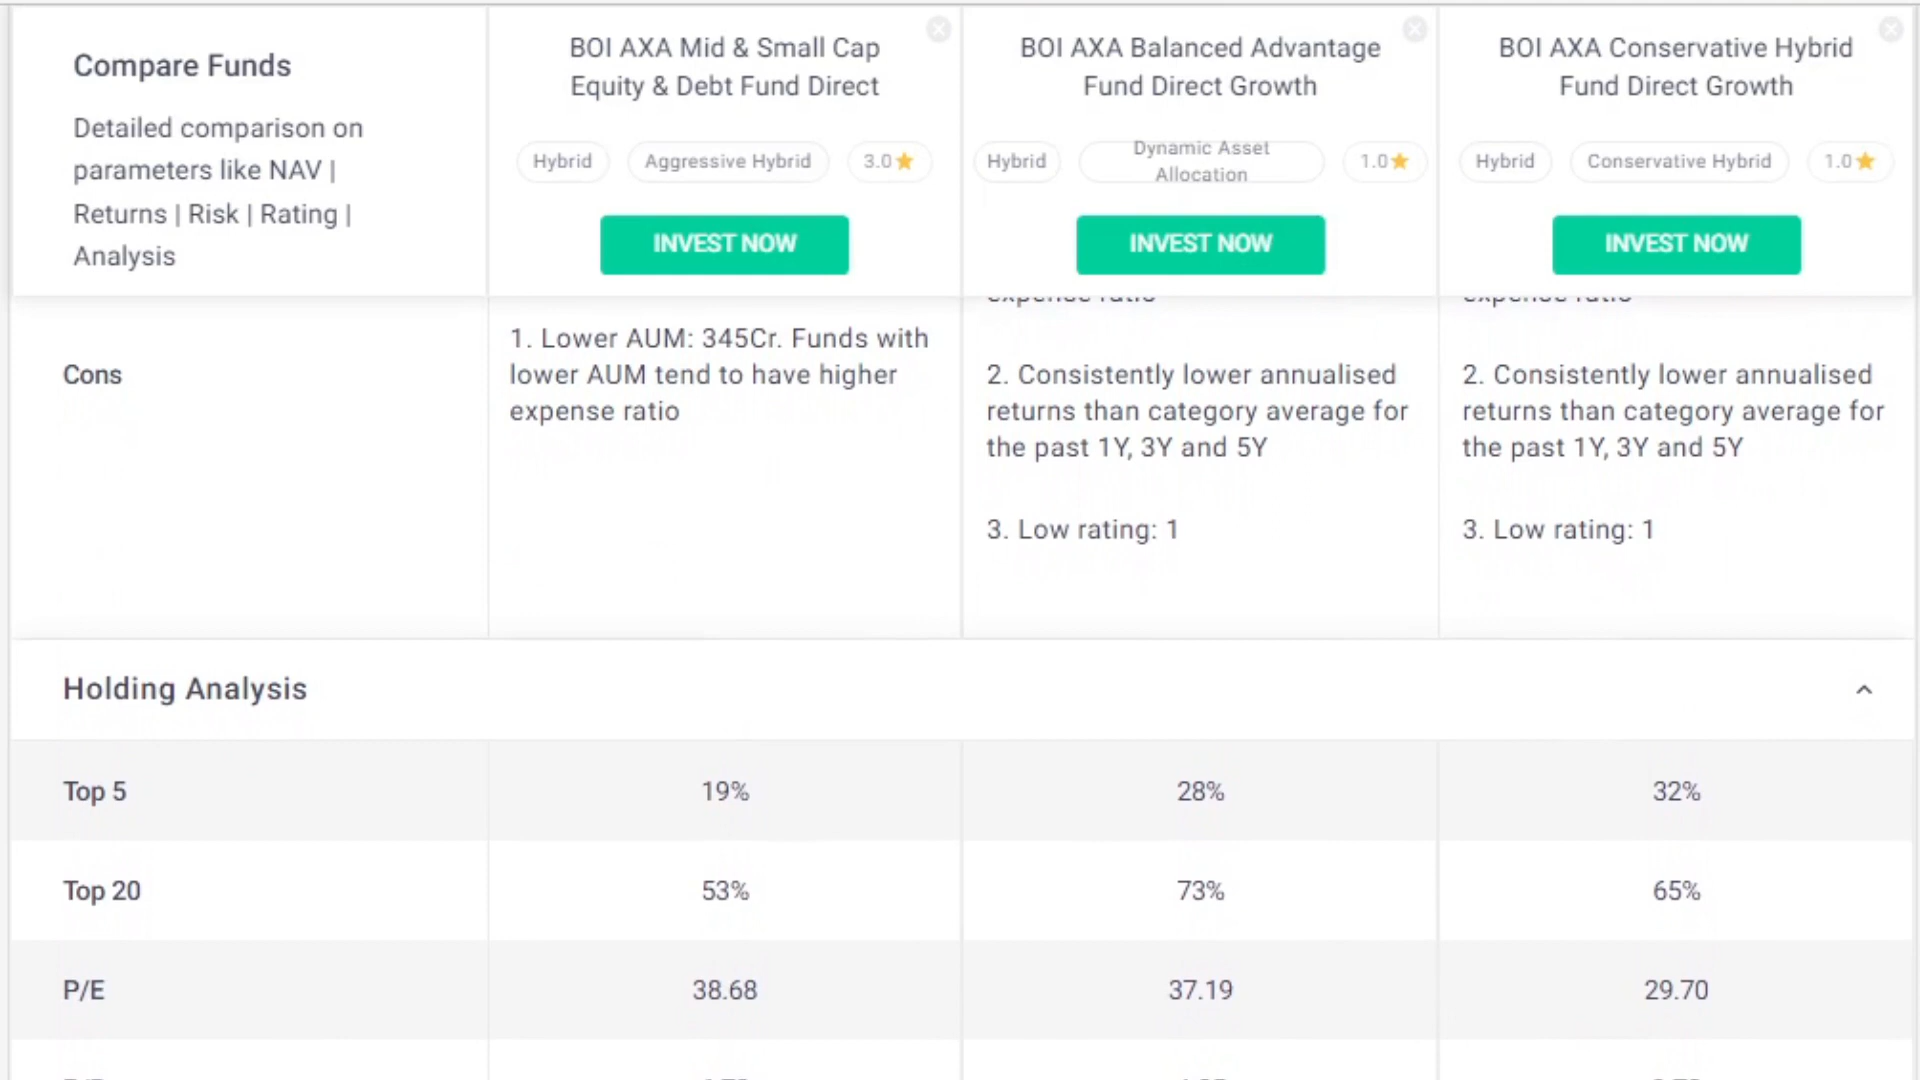 Compare Funds
Detailed comparison on
parameters like NAV |
Returns | Risk | Rating |
Analysis
BOI AXA Mid & Small Cap
Equity & Debt Fund Direct
Hybrid
Aggressive Hybrid
3.0
INVEST NOW
BOI AXA Balanced Advantage
Fund Direct Growth
Hybrid
Dynamic Asset
Allocation
1.0
INVEST NOW
BOI AXA Conservative Hybrid
Fund Direct Growth
Hybrid
Conservative Hybrid
1.0
INVEST NOW
Cons
1. Lower AUM: 345Cr. Funds with
lower AUM tend to have higher
expense ratio
expense ratio
2. Consistently lower annualised
returns than category average for
the past 1Y, 3Y and 5Y
3. Low rating: 1
expense ratio
2. Consistently lower annualised
returns than category average for
the past 1Y, 3Y and 5Y
3. Low rating: 1
Holding Analysis
Top 5 19% 28% 32%
Top 20 53% 73% 65%
P/E 38.68 37.19 29.70